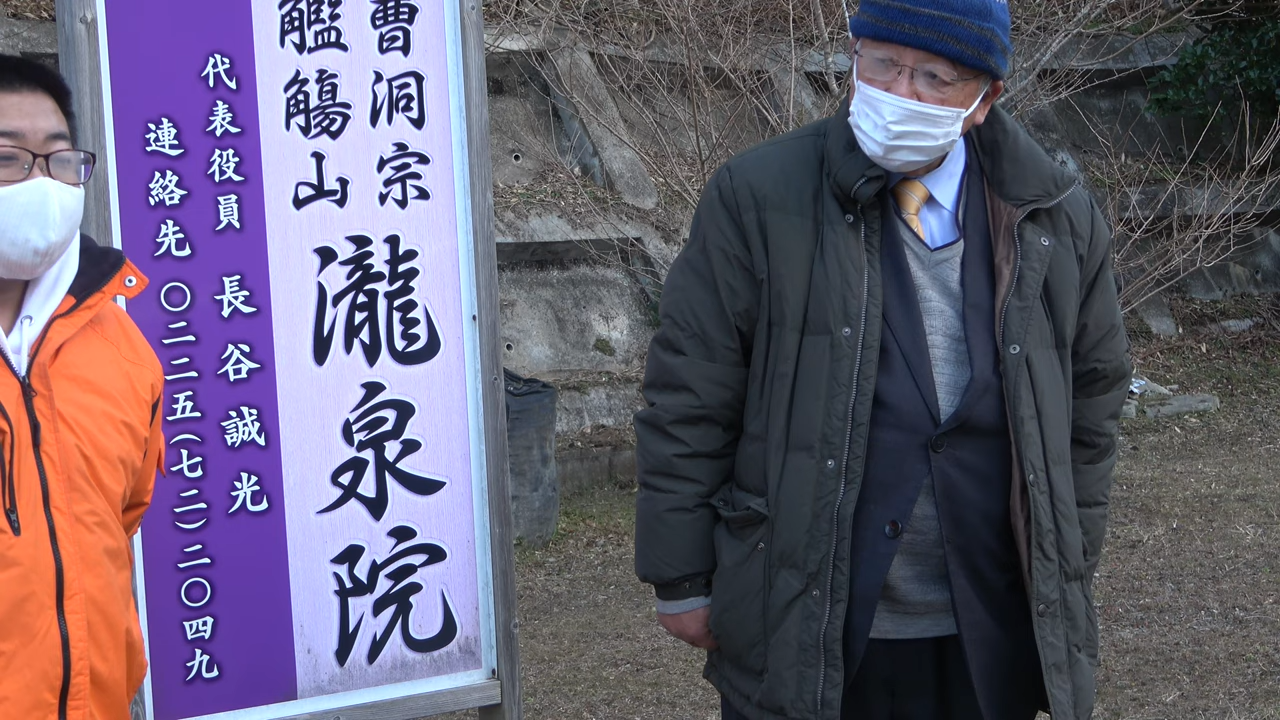 曹洞宗
艦觴山
瀧泉院
代表役員 長谷誠光
連絡先 〇二二五(七二)二〇四九